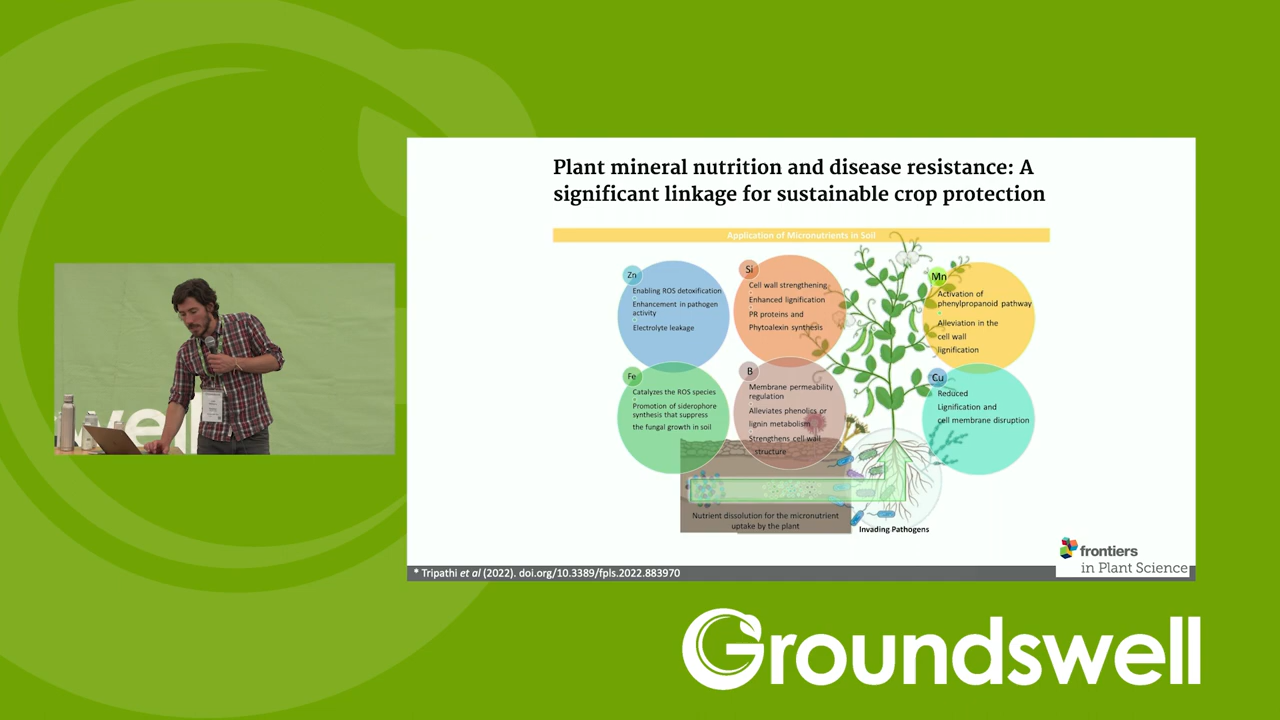 Plant mineral nutrition and disease resistance: A
significant linkage for sustainable crop protection
Application of Micronutrients in Soil
Zn
Enabling ROS detoxification
Enhancement in pathogen
activity
Electrolyte leakage
Si
Cell wall strengthening
Enhanced lignification
PR proteins and
Phytoalexin synthesis
Mn
Activation of
phenylpropanoid pathway
Alleviation in the
cell wall
lignification
Fe
Catalyzes the ROS species
Promotion of siderophore
synthesis that suppress
the fungal growth in soil
B
Membrane permeability
regulation
Alleviates phenolics or
lignin metabolism
Strengthens cell wall
structure
Cu
Reduced
Lignification and
cell membrane disruption
Nutrient dissolution for the micronutrient
uptake by the plant
Invading Pathogens
frontiers
in Plant Science
* Tripathi et al (2022). doi.org/10.3389/fpls.2022.883970
swell
Groundswell